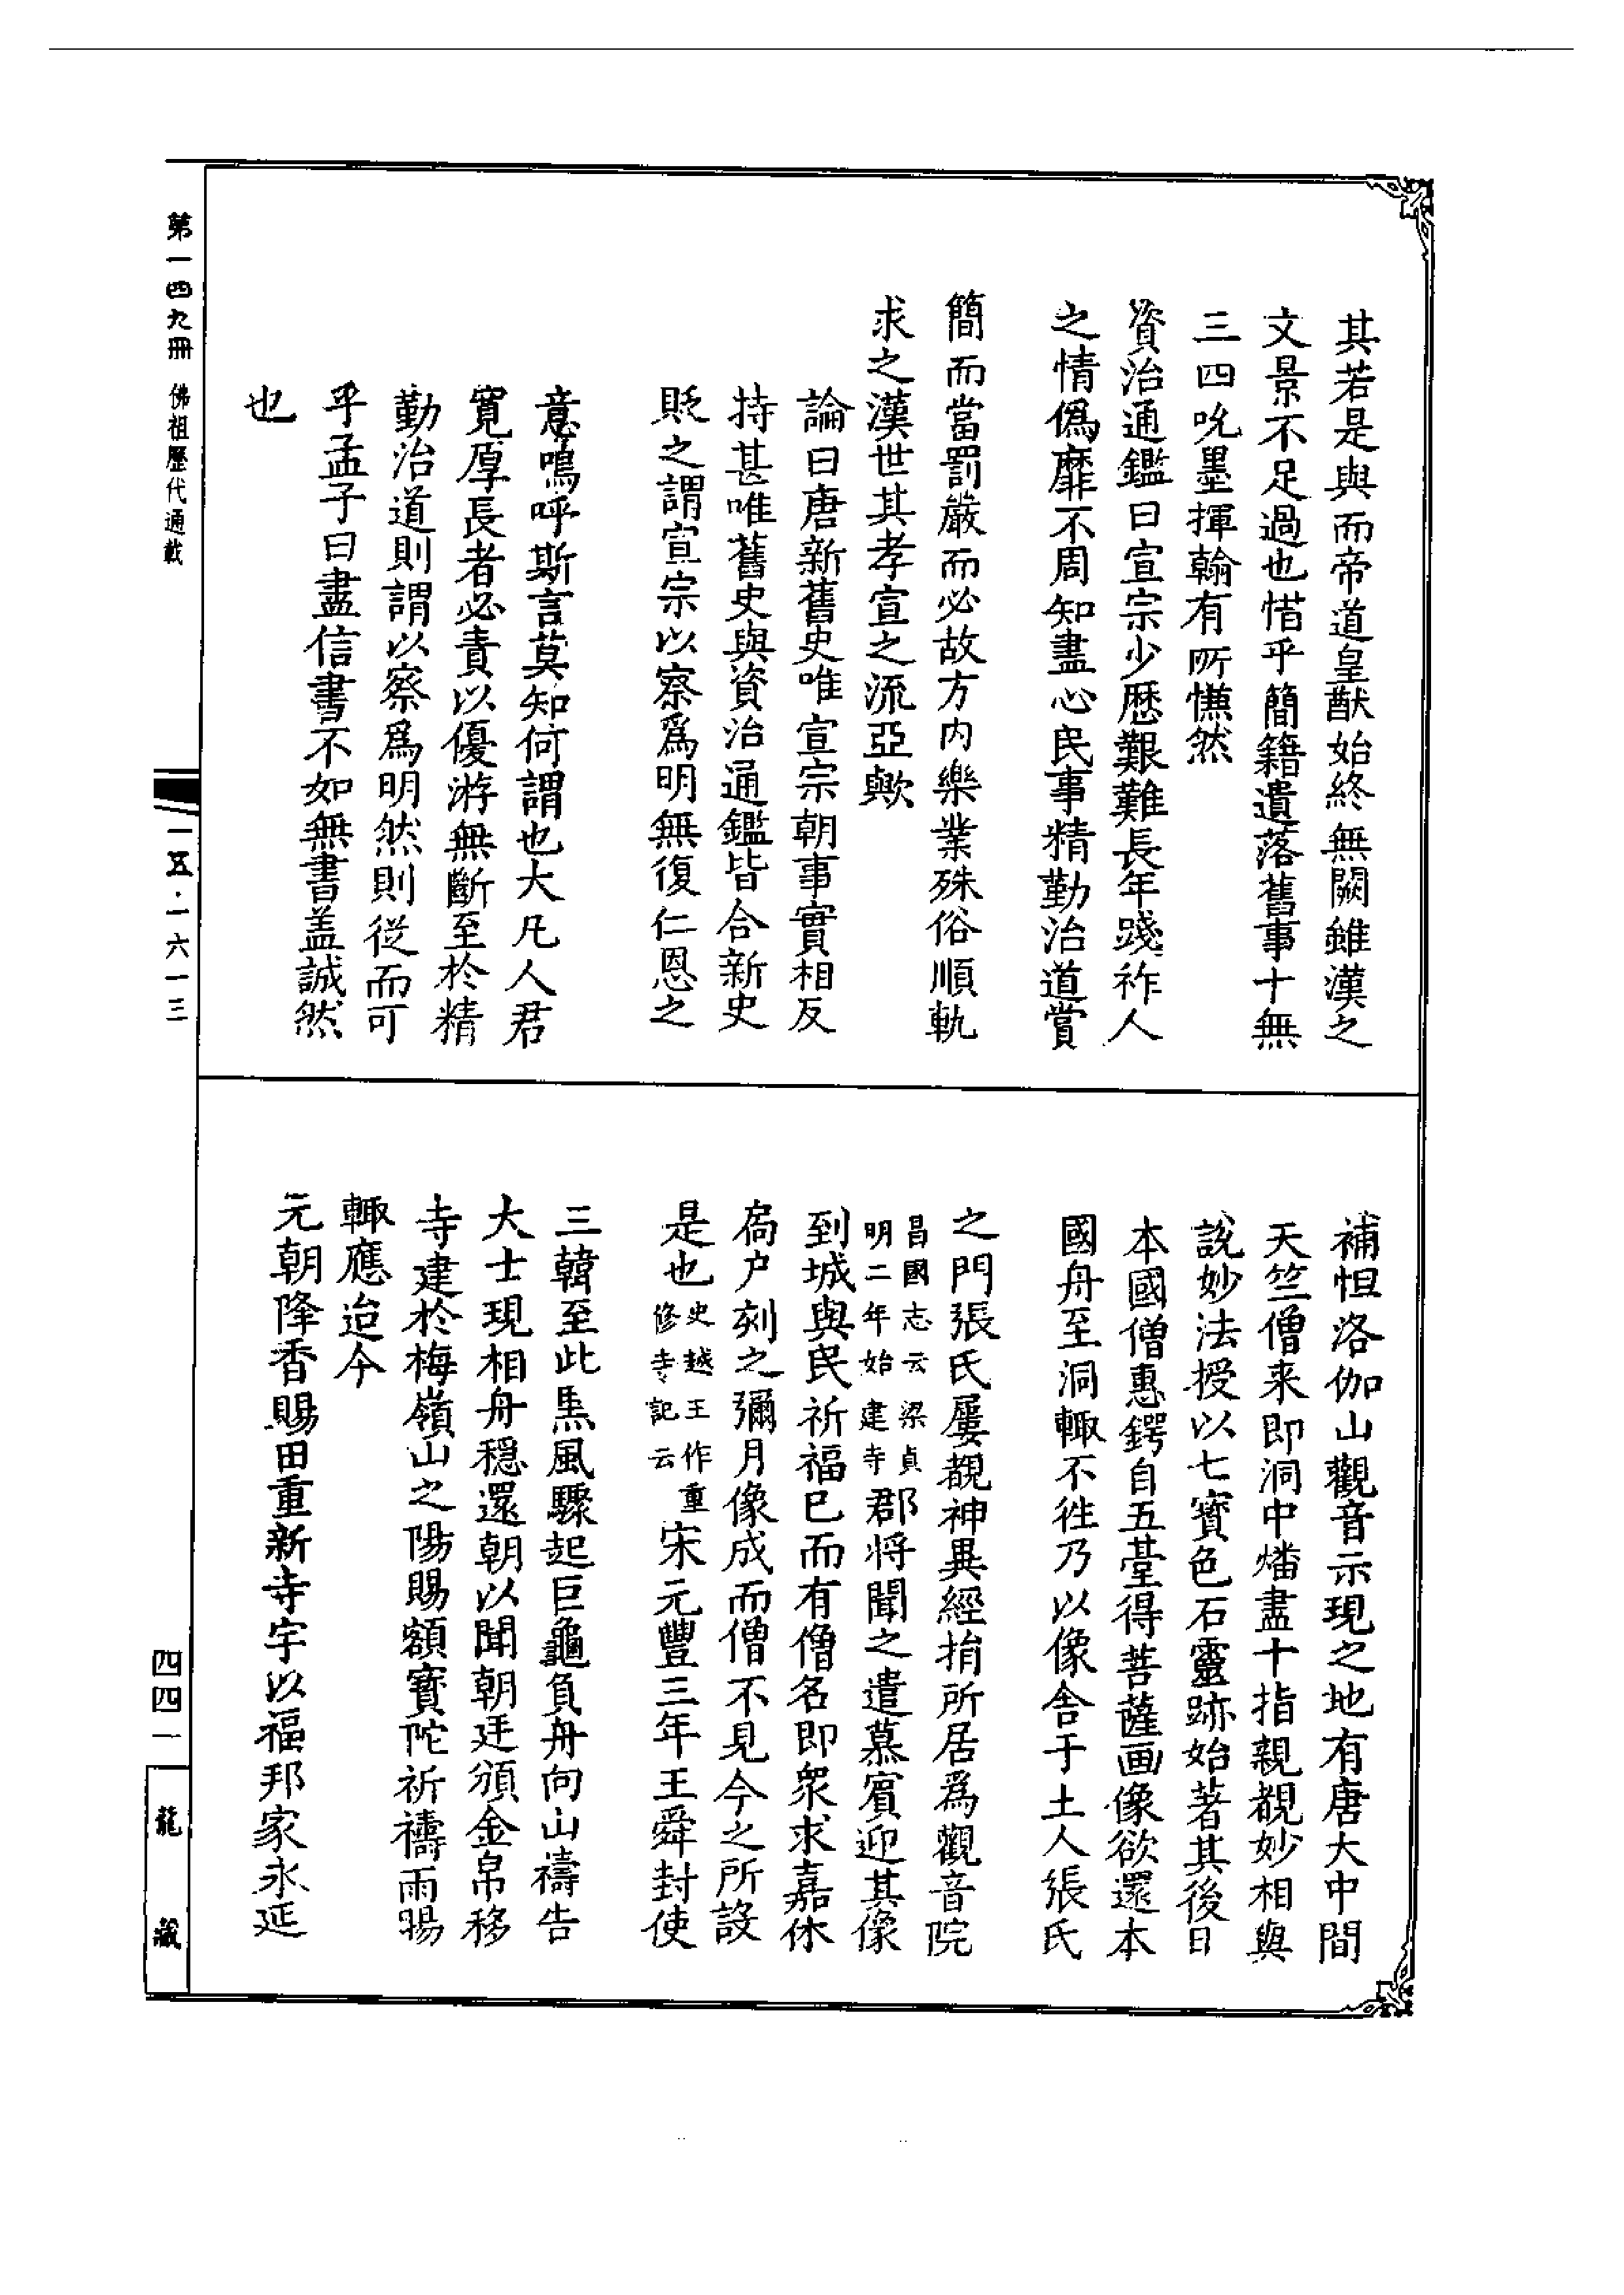 其若是與而帝道皇猷始終無闕雖漢之
文景不足過也惜乎簡籍遺落舊事十無
三四吮墨揮翰有所慊然
資治通鑑曰宣宗少歷艱難長年踐祚人
之情僞靡不周知盡心民事精勤治道賞
簡而當罰嚴而必故方内樂業殊俗順軌
求之漢世其孝宣之流亞歟
論曰唐新舊史唯宣宗朝事實相反
持甚唯舊史與資治通鑑皆合新史
貶之謂宣宗以察爲明無復仁恩之
意嗚呼斯言莫知何謂也大凡人君
寬厚長者必責以優游無斷至於精
勤治道則謂以察爲明然則從而可
乎孟子曰盡信書不如無書盖誠然
也
補怛洛伽山觀音示現之地有唐大中間
天竺僧来即洞中燔盡十指親覩妙相與
說妙法授以七寶色石靈跡始著其後日
本國僧惠鍔自五臺得菩薩画像欲還本
國舟至洞輙不徃乃以像舍于土人張氏
之門張氏屢覩神異經捐所居爲觀音院
昌國志云梁貞
明二年始建寺
郡将聞之遣慕賓迎其像
到城與民祈福已而有僧名即衆求嘉木
扃户刻之彌月像成而僧不見今之所設
是也
史越王作重
修寺記云
宋元豐三年王舜封使
三韓至此黒風驟起巨龜負舟向山禱告
大士現相舟穩還朝以聞朝廷頒金帛移
寺建於梅嶺山之陽賜額寳陀祈禱雨暘
輙應迨今
元朝降香賜田重新寺宇以福邦家永延
第一四九冊 佛祖歷代通載
一五·一六一三
四四一
龍藏